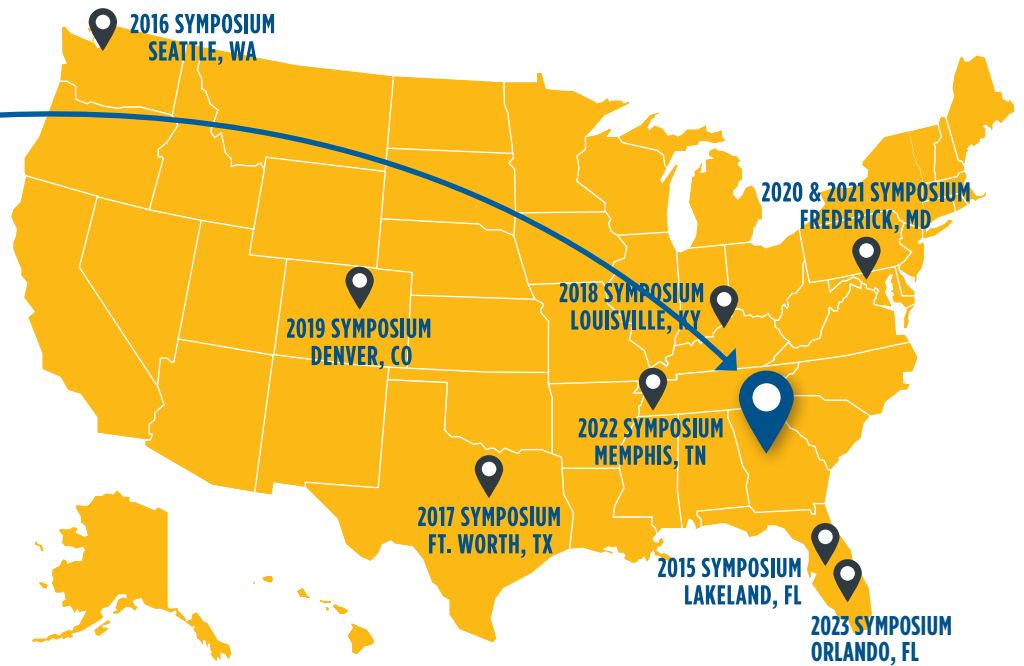 2016 SYMPOSIUM
SEATTLE, WA
2020 & 2021 SYMPOSIUM
FREDERICK, MD
2018 SYMPOSIUM
LOUISVILLE, KY
2019 SYMPOSIUM
DENVER, CO
2022 SYMPOSIUM
MEMPHIS, TN
2017 SYMPOSIUM
FT. WORTH, TX
2015 SYMPOSIUM
LAKELAND, FL
2023 SYMPOSIUM
ORLANDO, FL